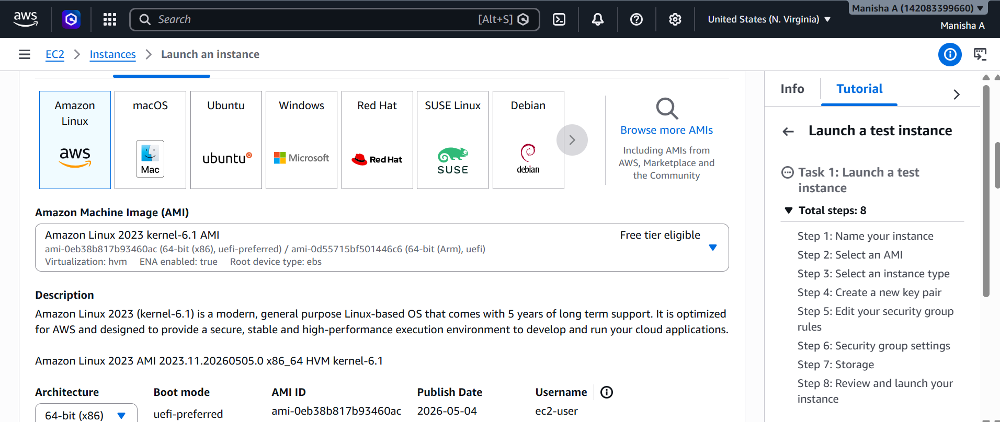 aws
Search
[Alt+S]
United States (N. Virginia)
Manisha A (142083399660)
Manisha A
EC2
Instances
Launch an instance
Amazon
Linux
aws
macOS
Mac
Ubuntu
ubuntu
Windows
Microsoft
Red Hat
Red Hat
SUSE Linux
SUSE
Debian
debian
Browse more AMIs
Including AMIs from
AWS, Marketplace and
the Community
Amazon Machine Image (AMI)
Amazon Linux 2023 kernel-6.1 AMI
Free tier eligible
ami-0eb38b817b93460ac (64-bit (x86), uefi-preferred) / ami-0d55715bf501446c6 (64-bit (Arm), uefi)
Virtualization: hvm ENA enabled: true Root device type: ebs
Description
Amazon Linux 2023 (kernel-6.1) is a modern, general purpose Linux-based OS that comes with 5 years of long term support. It is optimized
for AWS and designed to provide a secure, stable and high-performance execution environment to develop and run your cloud applications.
Amazon Linux 2023 AMI 2023.11.20260505.0 x86_64 HVM kernel-6.1
Architecture
64-bit (x86)
Boot mode
uefi-preferred
AMI ID
ami-0eb38b817b93460ac
Publish Date
2026-05-04
Username
ec2-user
Info
Tutorial
Launch a test instance
Task 1: Launch a test
instance
Total steps: 8
Step 1: Name your instance
Step 2: Select an AMI
Step 3: Select an instance type
Step 4: Create a new key pair
Step 5: Edit your security group
rules
Step 6: Security group settings
Step 7: Storage
Step 8: Review and launch your
instance